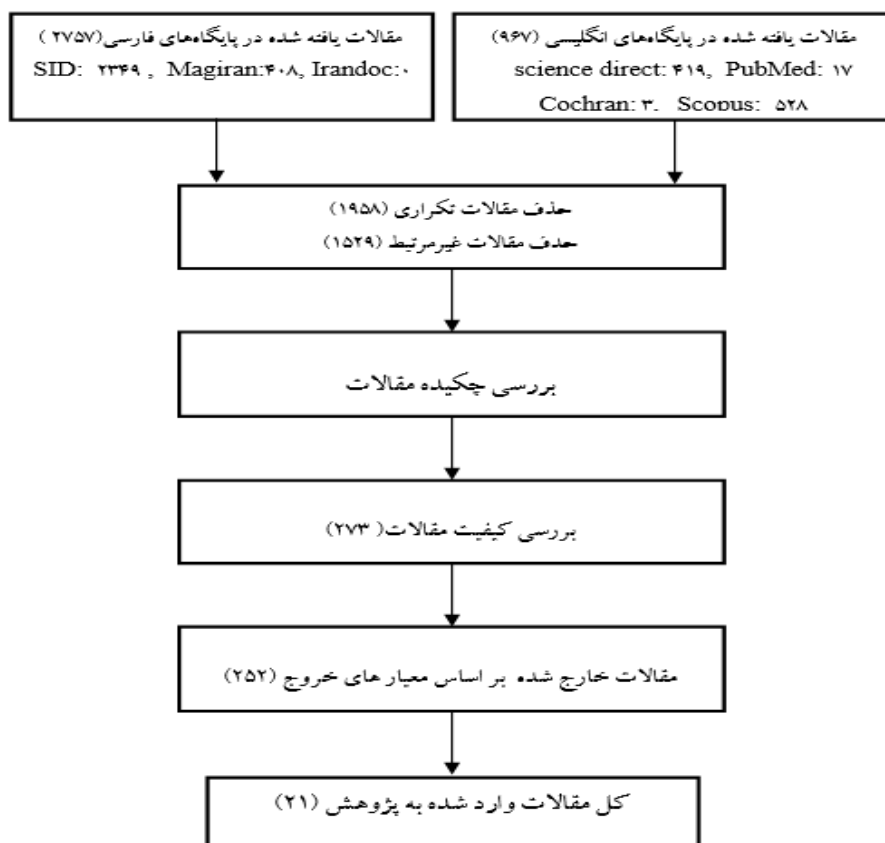 مقالات یافته شده در پایگاه‌های فارسی(۲۷۵۷ )
SID: ۲۳۴۹ , Magiran:۴۰۸, Irandoc:۰
مقالات یافته شده در پایگاه‌های انگلیسی (۹۶۷)
science direct: ۴۱۹, PubMed: ۱۷
Cochran: ۳. Scopus: ۵۲۸
حذف مقالات تکراری (۱۹۵۸)
حذف مقالات غیرمرتبط (۱۵۲۹)
بررسی چکیده مقالات
بررسی کیفیت مقالات( ۲۷۳)
مقالات خارج شده بر اساس معیار های خروج (۲۵۲)
کل مقالات وارد شده به پژوهش (۲۱)